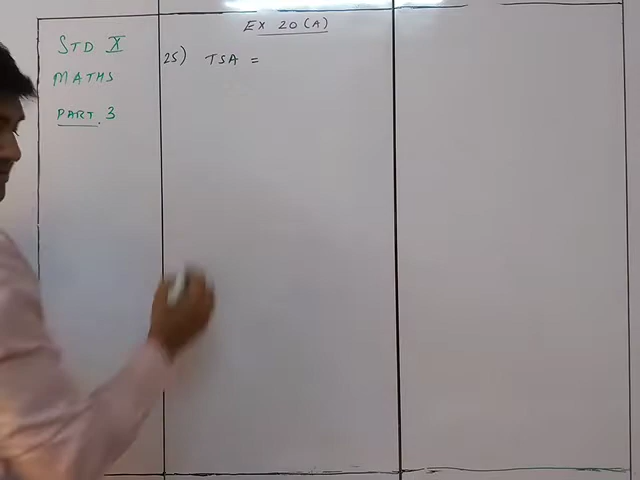 EX 20 (A)
STD X
MATHS
PART. 3
25) TSA =